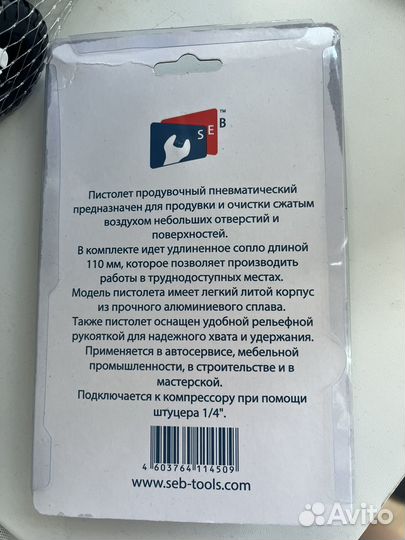 SEB™
Пистолет продувочный пневматический
предназначен для продувки и очистки сжатым
воздухом небольших отверстий и
поверхностей.
В комплекте идет удлиненное сопло длиной
110 мм, которое позволяет производить
работы в труднодоступных местах.
Модель пистолета имеет легкий литой корпус
из прочного алюминиевого сплава.
Также пистолет оснащен удобной рельефной
рукояткой для надежного хвата и удержания.
Применяется в автосервисе, мебельной
промышленности, в строительстве и в
мастерской.
Подключается к компрессору при помощи
штуцера 1/4".
4 603764 114509
www.seb-tools.com
Avito